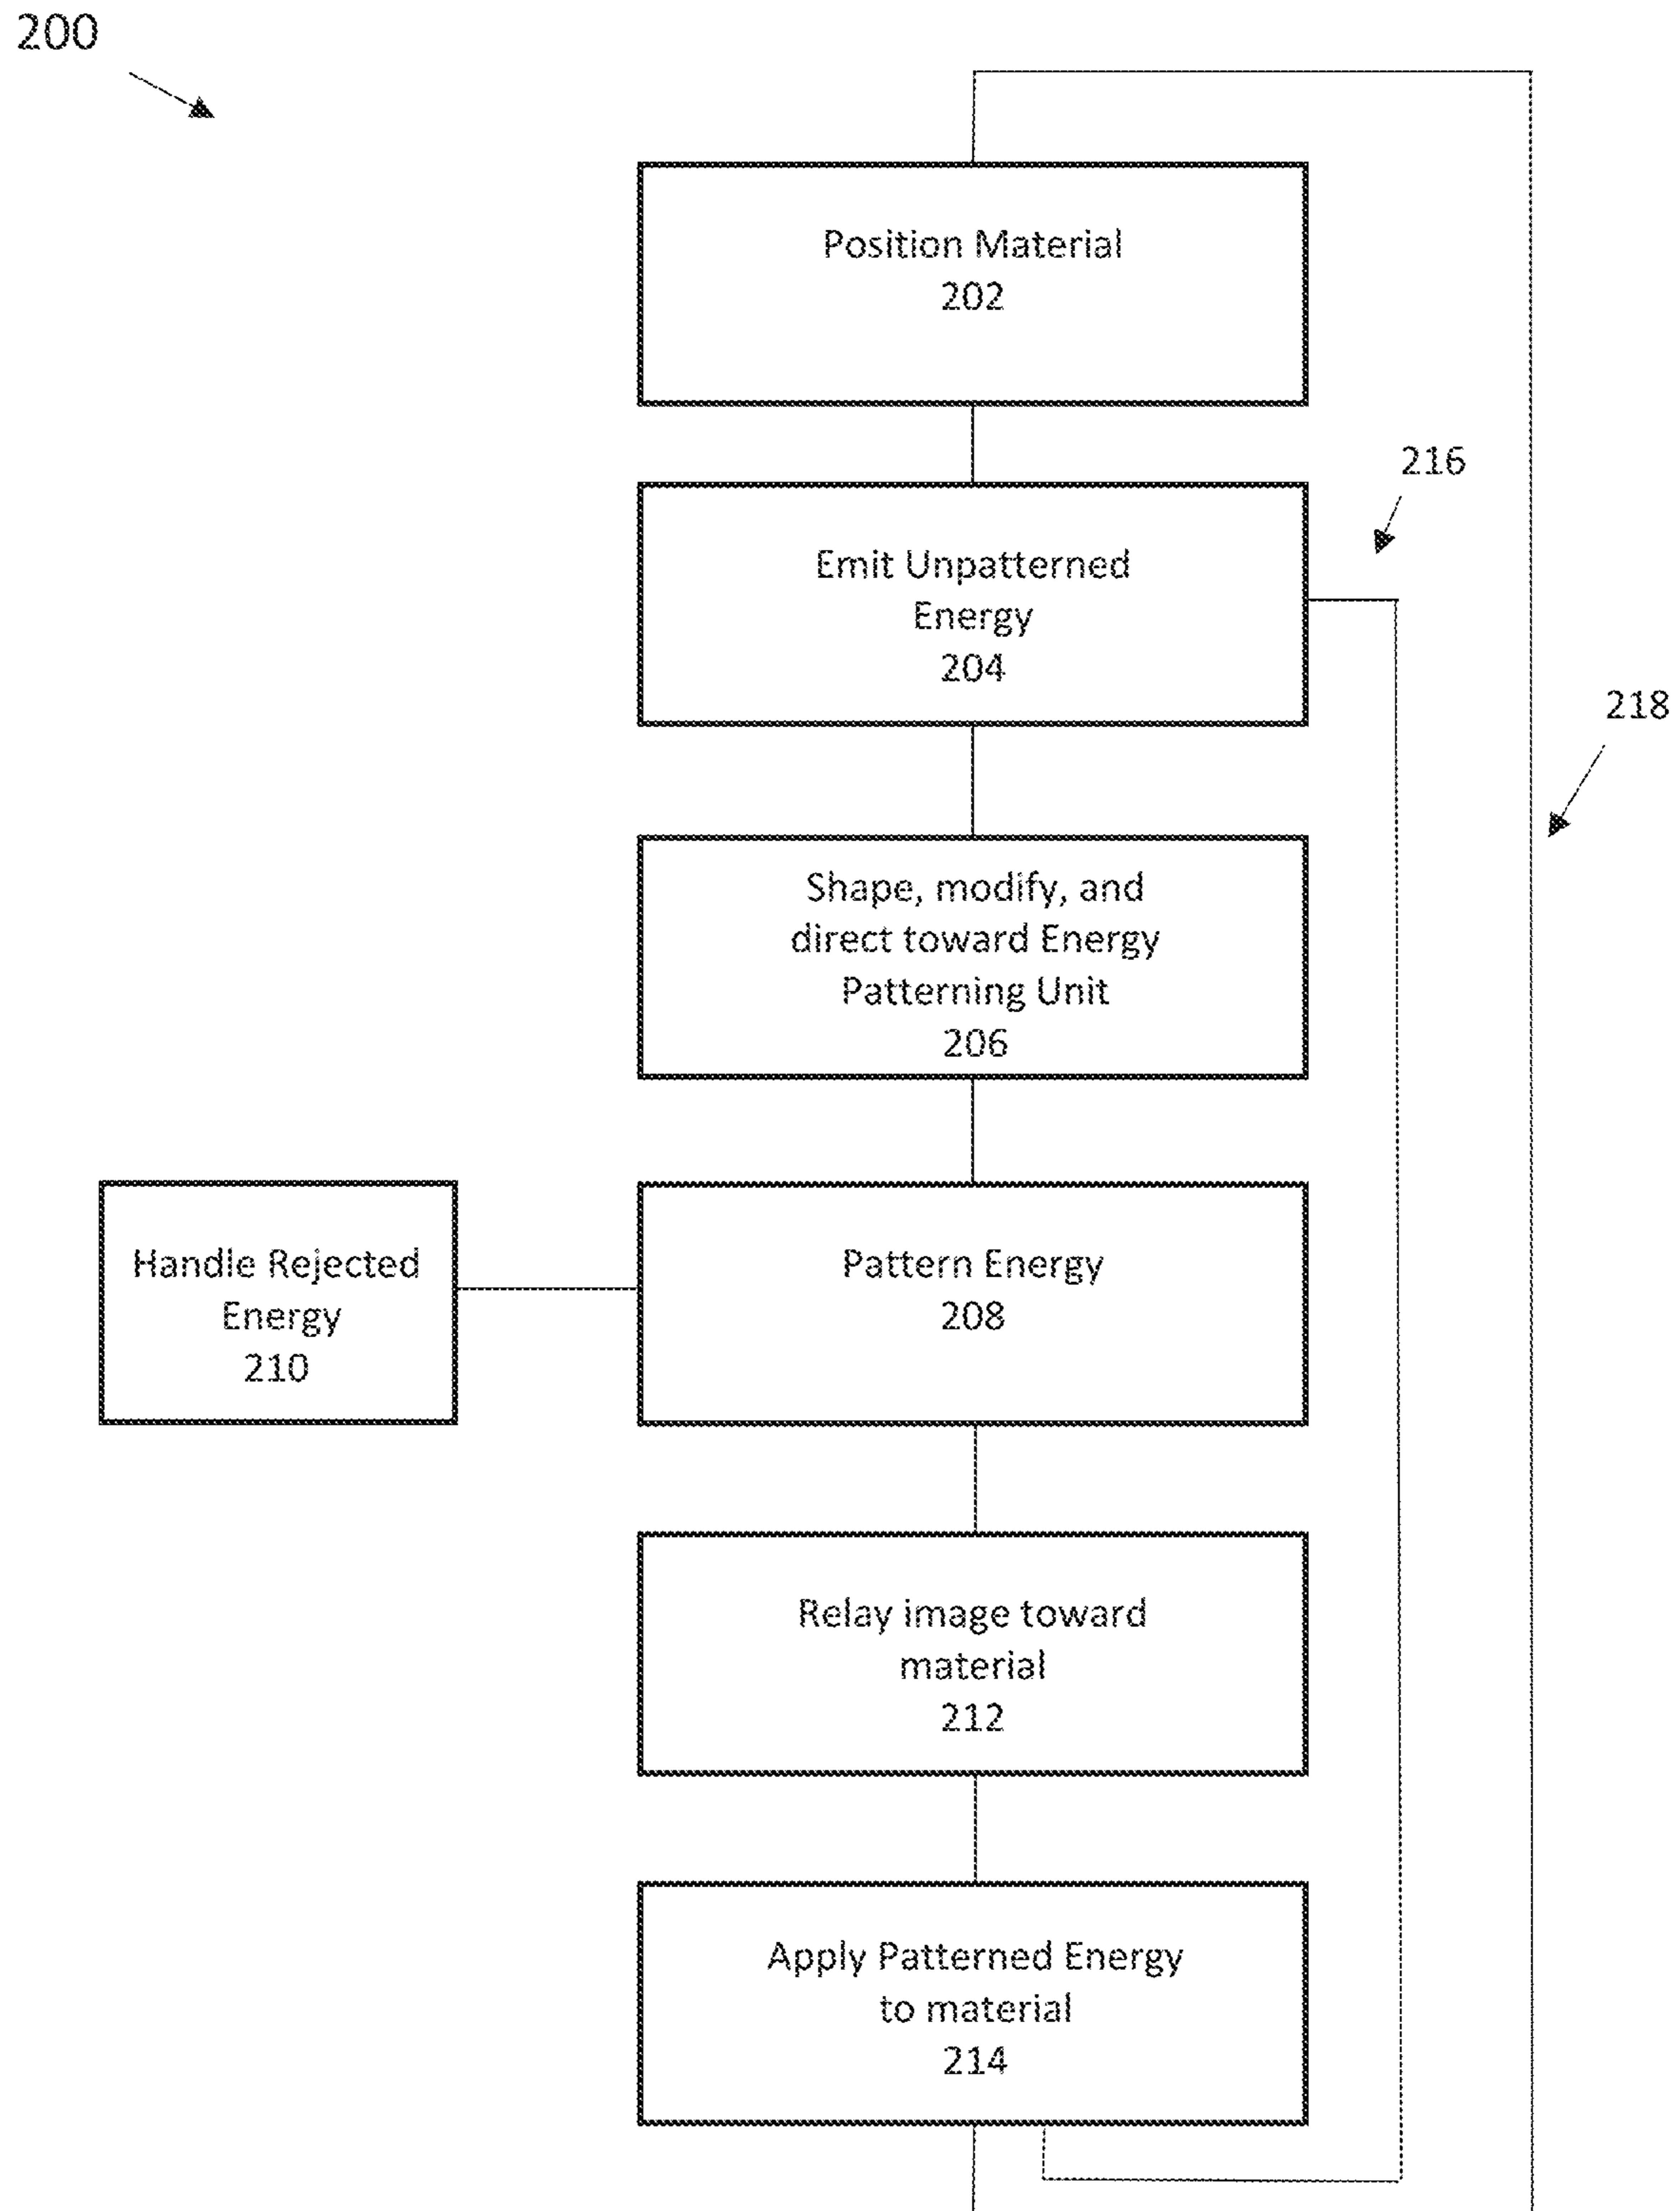 200
Position Material
202
216
Emit Unpatterned
Energy
204
218
Shape, modify, and
direct toward Energy
Patterning Unit
206
Handle Rejected
Energy
210
Pattern Energy
208
Relay image toward
material
212
Apply Patterned Energy
to material
214